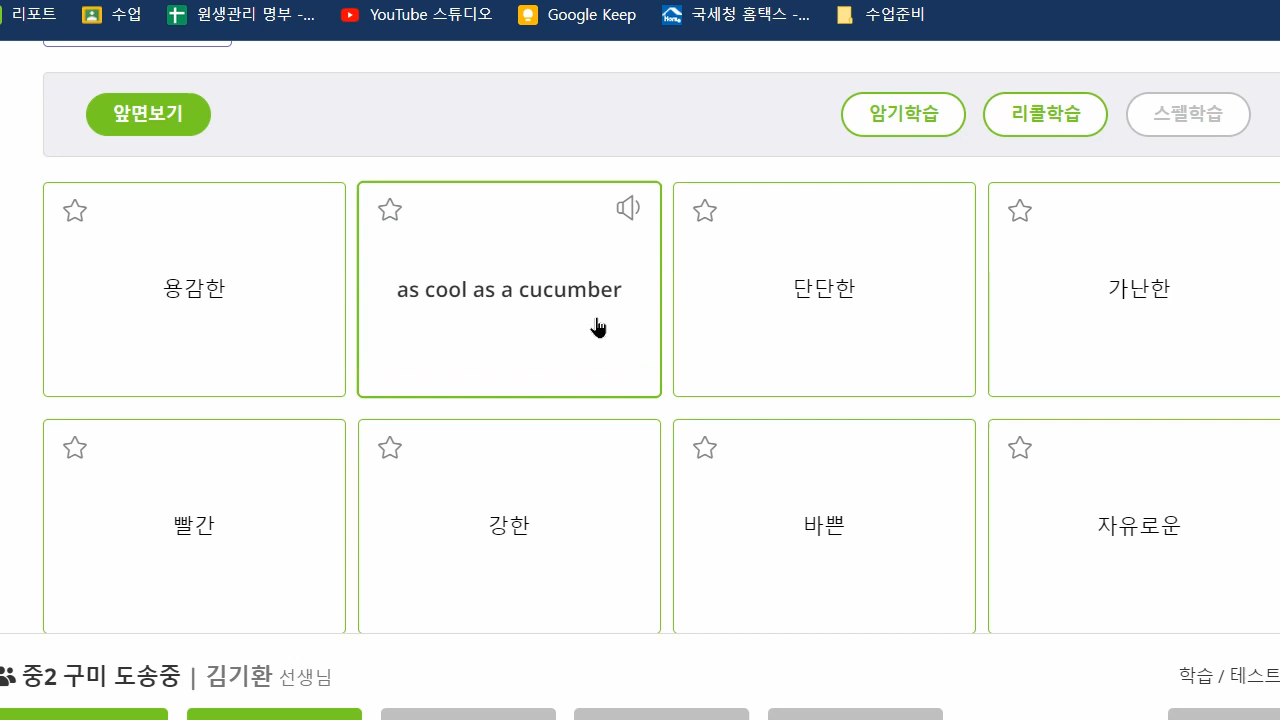 리포트 수업 원생관리 명부 -... YouTube 스튜디오 Google Keep 국세청 홈택스 -... 수업준비
앞면보기 암기학습 리콜학습 스펠학습
용감한 as cool as a cucumber 단단한 가난한
빨간 강한 바쁜 자유로운
중2 구미 도송중 | 김기환 선생님 학습 / 테스트